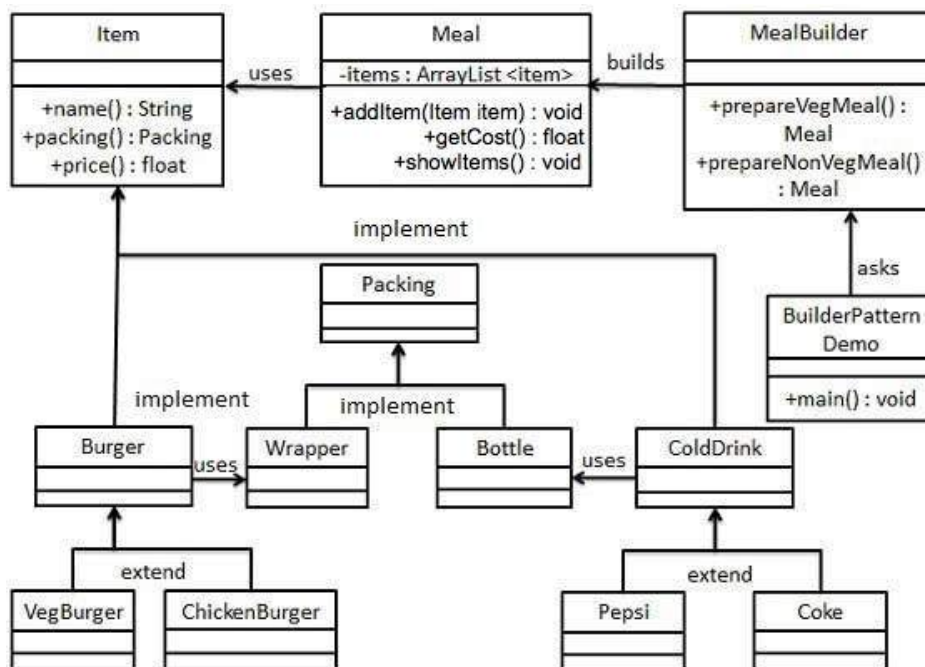 Item
uses
+name() : String
+packing() : Packing
+price() : float
Meal
-items : ArrayList <item>
+addItem(Item item) : void
+getCost() : float
+showItems() : void
builds
MealBuilder
+prepareVegMeal() :
Meal
+prepareNonVegMeal()
: Meal
implement
asks
Packing
BuilderPattern
Demo
+main() : void
implement
implement
Burger
uses
Wrapper
Bottle
uses
ColdDrink
extend
extend
VegBurger
ChickenBurger
Pepsi
Coke